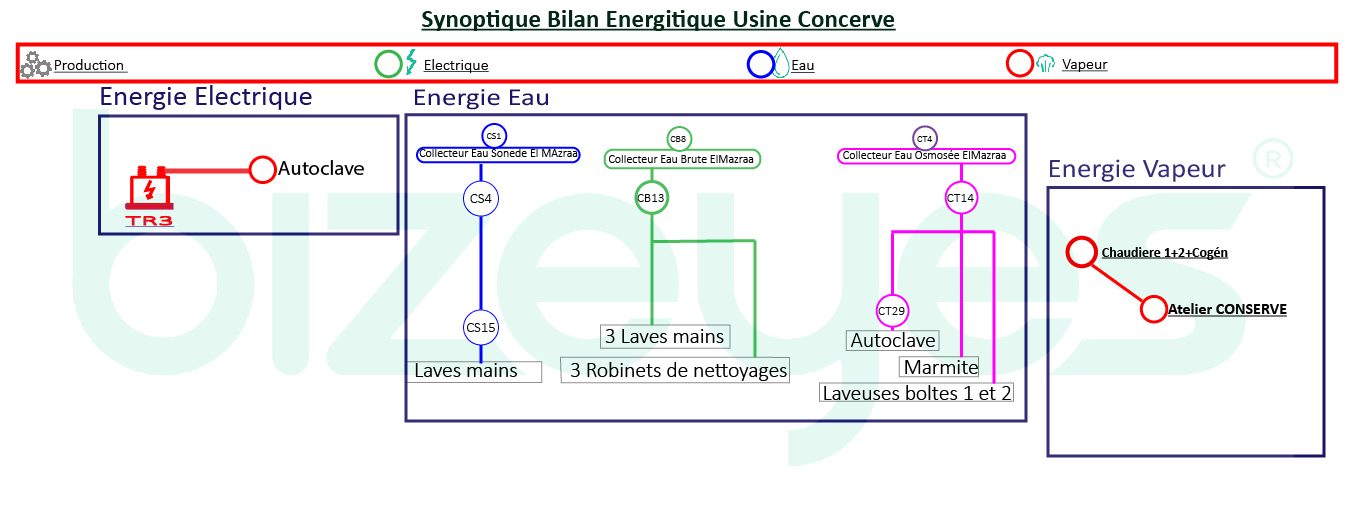 Synoptique Bilan Energitique Usine Concerve
Production
Electrique
Eau
Vapeur
Energie Electrique
Autoclave
TR3
Energie Eau
CS1
Collecteur Eau Sonede El MAzraa
CS4
CS15
Laves mains
CB8
Collecteur Eau Brute ElMazraa
CB13
3 Laves mains
3 Robinets de nettoyages
CT4
Collecteur Eau Osmosée ElMazraa
CT14
CT29
Autoclave
Marmite
Laveuses boltes 1 et 2
Energie Vapeur
Chaudiere 1+2+Cogén
Atelier CONSERVE
bizeyes ®